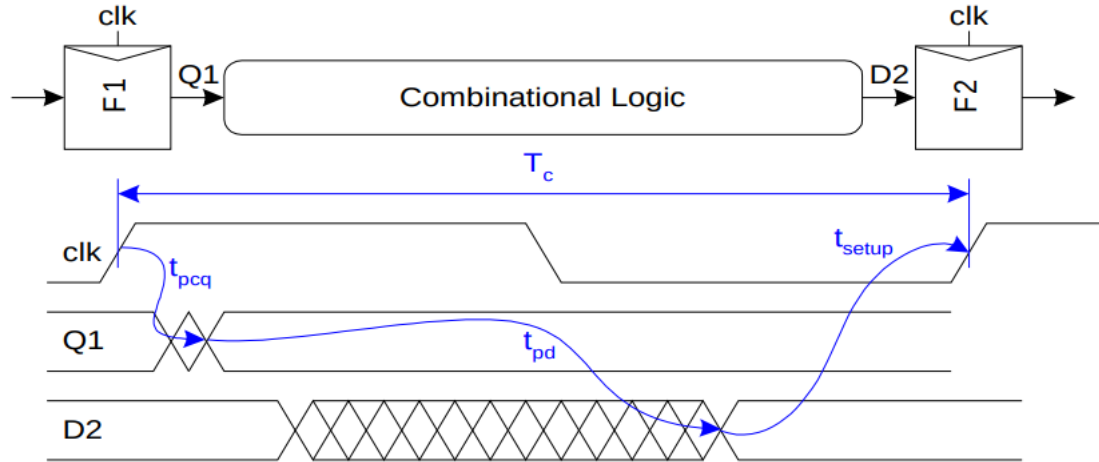 clk clk
F1 Q1 Combinational Logic D2 F2
Tc
clk tpcq tsetup
Q1 tpd
D2